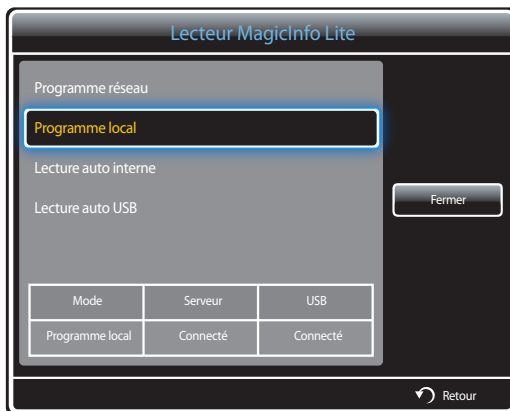 Lecteur MagicInfo Lite
Programme réseau
Programme local
Lecture auto interne
Lecture auto USB
Fermer
Mode Serveur USB
Programme local Connecté Connecté
Retour